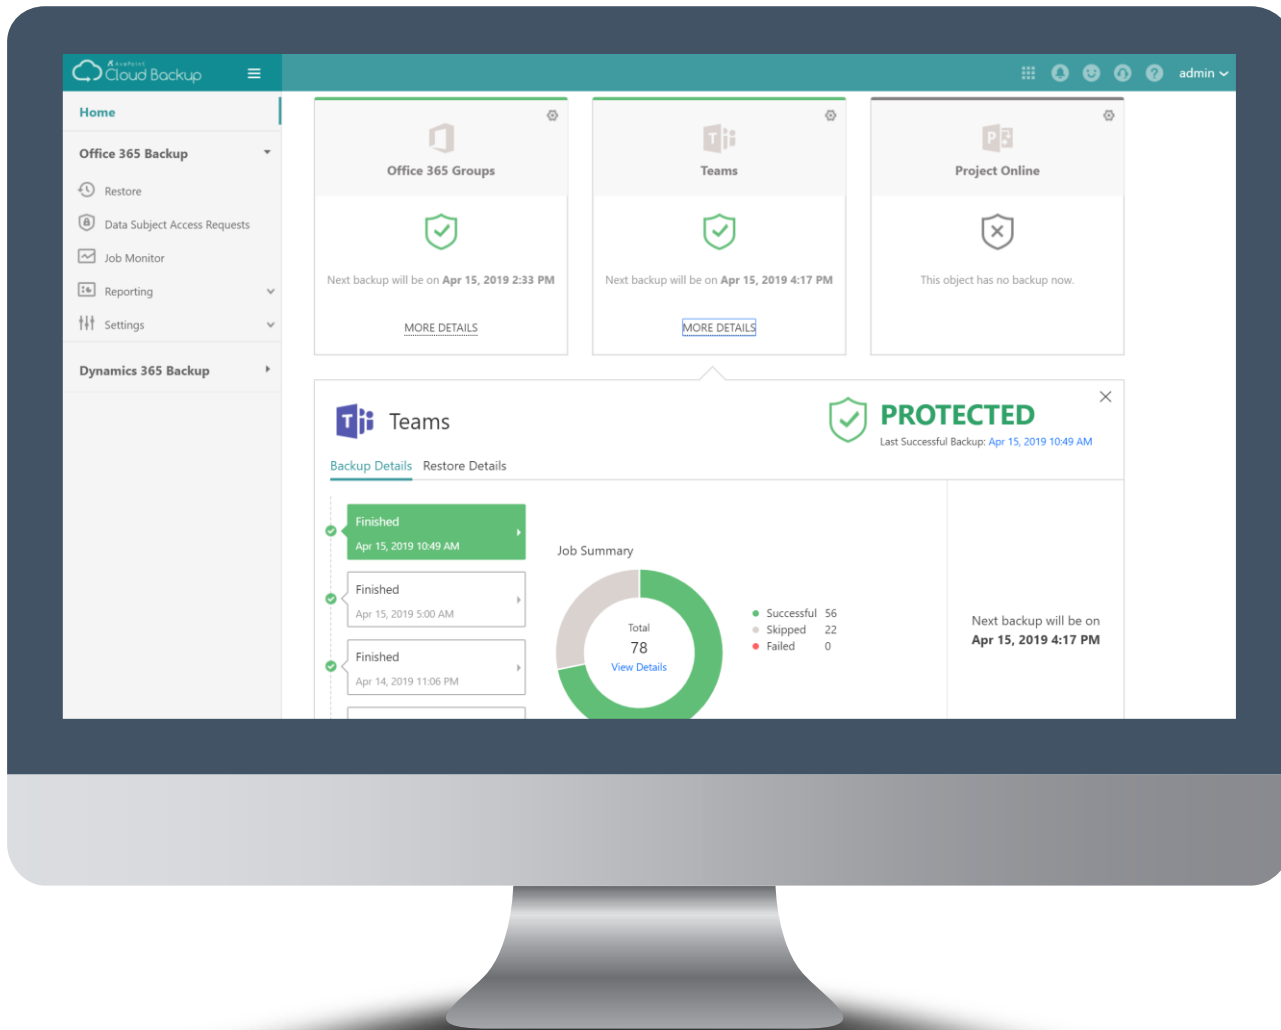 AvePoint
Cloud Backup
admin
Home
Office 365 Backup
Restore
Data Subject Access Requests
Job Monitor
Reporting
Settings
Dynamics 365 Backup
Office 365 Groups
Next backup will be on Apr 15, 2019 2:33 PM
MORE DETAILS
Teams
Next backup will be on Apr 15, 2019 4:17 PM
MORE DETAILS
Project Online
This object has no backup now.
Teams
PROTECTED
Last Successful Backup: Apr 15, 2019 10:49 AM
Backup Details Restore Details
Finished
Apr 15, 2019 10:49 AM
Finished
Apr 15, 2019 5:00 AM
Finished
Apr 14, 2019 11:06 PM
Job Summary
Total
78
View Details
Successful 56
Skipped 22
Failed 0
Next backup will be on
Apr 15, 2019 4:17 PM